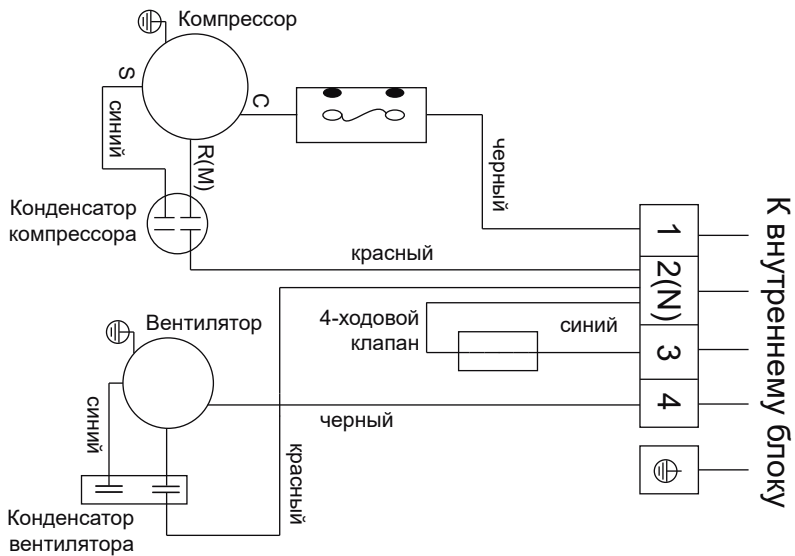 Компрессор
S
C
синий
R(M)
черный
Конденсатор
компрессора
красный
1
2(N)
3
4
К внутреннему блоку
Вентилятор
4-ходовой
клапан
синий
синий
черный
красный
Конденсатор
вентилятора